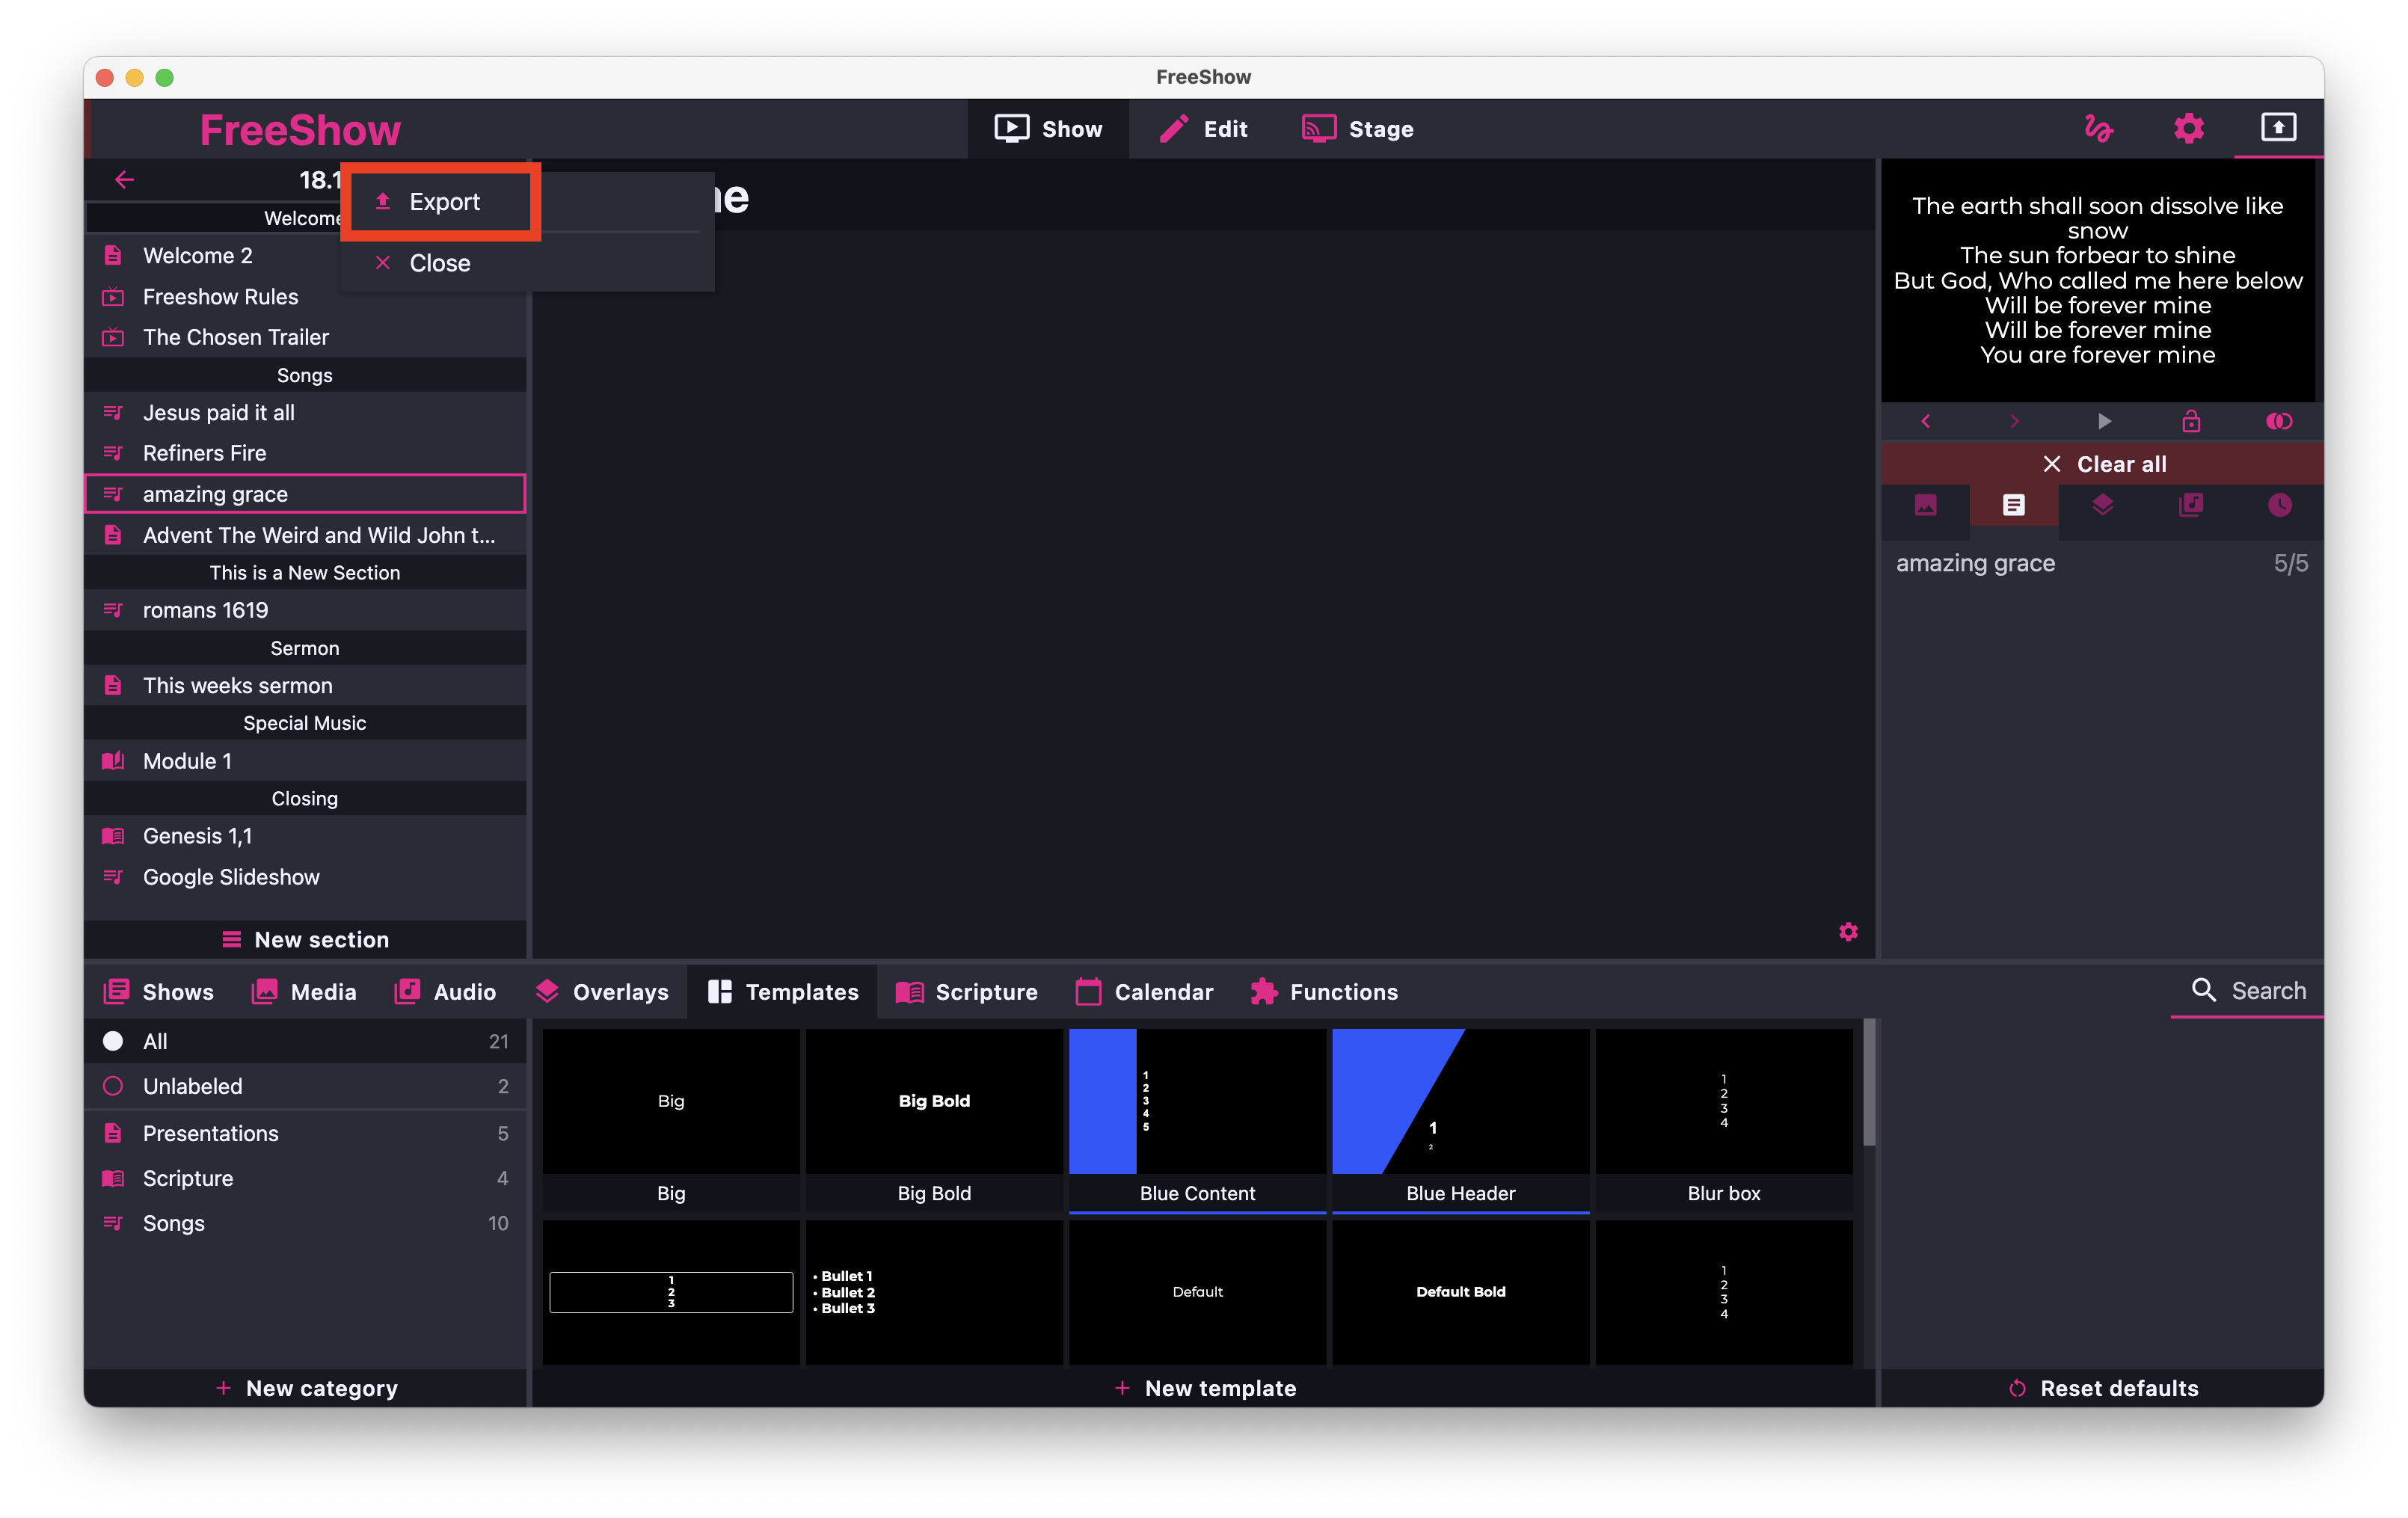 FreeShow
FreeShow
Show
Edit
Stage
18.1
Export
Close
Welcome
Welcome 2
Freeshow Rules
The Chosen Trailer
Songs
Jesus paid it all
Refiners Fire
amazing grace
Advent The Weird and Wild John t...
This is a New Section
romans 1619
Sermon
This weeks sermon
Special Music
Module 1
Closing
Genesis 1,1
Google Slideshow
New section
The earth shall soon dissolve like
snow
The sun forbear to shine
But God, Who called me here below
Will be forever mine
Will be forever mine
You are forever mine
Clear all
amazing grace 5/5
Shows
Media
Audio
Overlays
Templates
Scripture
Calendar
Functions
Search
All 21
Unlabeled 2
Presentations 5
Scripture 4
Songs 10
New category
Big
Big
Big Bold
Big Bold
1
2
3
4
5
Blue Content
1
2
Blue Header
1
2
3
4
Blur box
1
2
3
• Bullet 1
• Bullet 2
• Bullet 3
Default
Default Bold
1
2
3
4
New template
Reset defaults